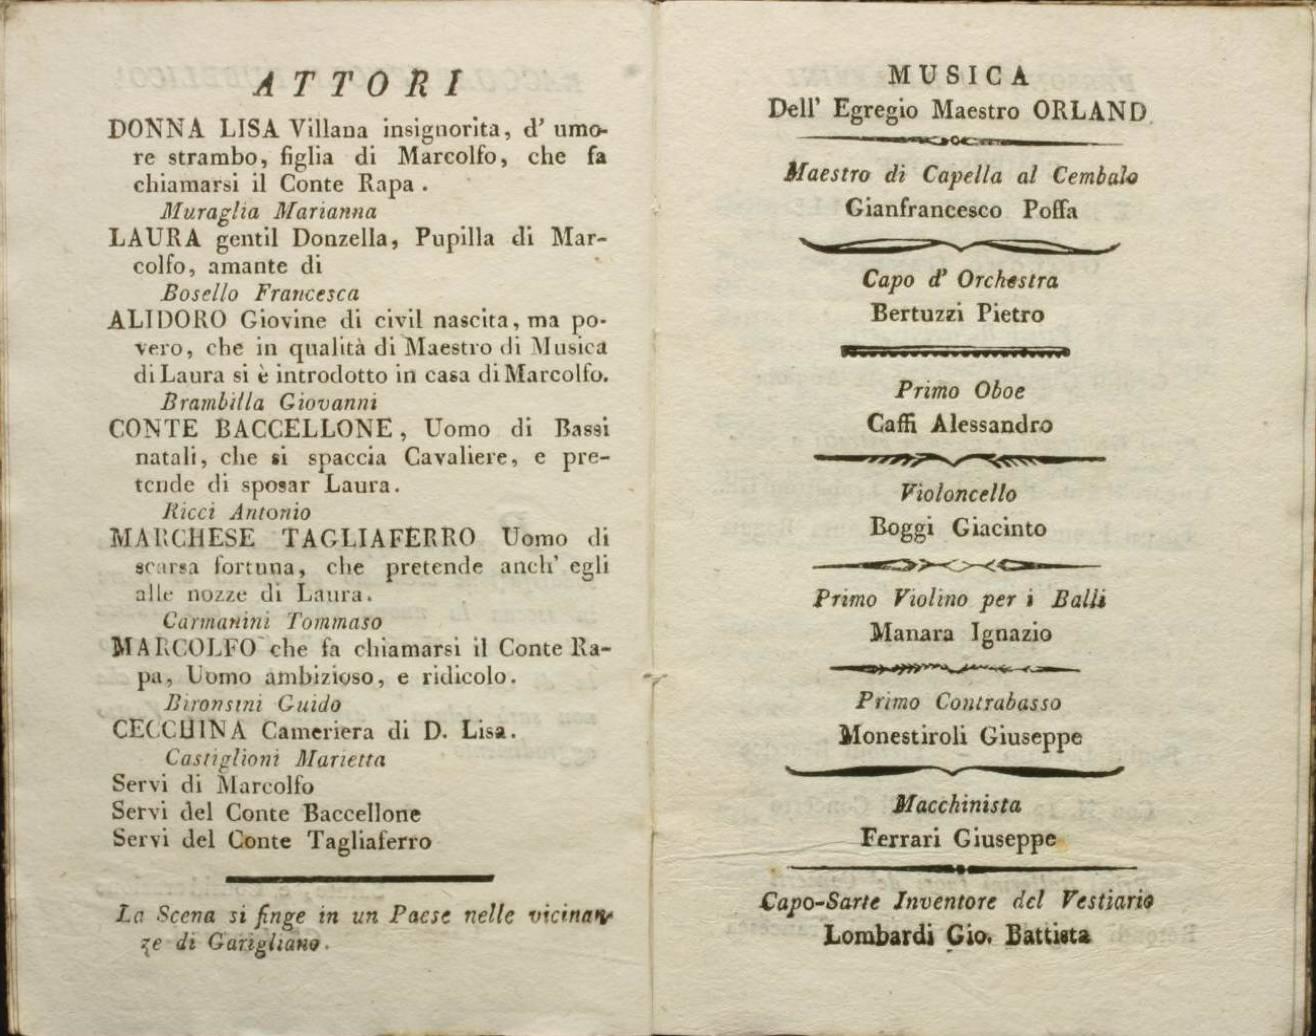 ATTORI
DONNA LISA Villana insignorita, d' umo-
re strambo, figlia di Marcolfo, che fa
chiamarsi il Conte Rapa .
Muraglia Marianna
LAURA gentil Donzella, Pupilla di Mar-
colfo, amante di
Bosello Francesca
ALIDORO Giovine di civil nascita, ma po-
vero, che in qualità di Maestro di Musica
di Laura si è introdotto in casa di Marcolfo.
Brambilla Giovanni
CONTE BACCELLONE, Uomo di Bassi
natali, che si spaccia Cavaliere, e pre-
tende di sposar Laura.
Ricci Antonio
MARCHESE TAGLIAFERRO Uomo di
scarsa fortuna, che pretende anch' egli
alle nozze di Laura.
Carmanini Tommaso
MARCOLFO che fa chiamarsi il Conte Ra-
pa, Uomo ambizioso, e ridicolo.
Bironsini Guido
CECCHINA Cameriera di D. Lisa.
Castiglioni Marietta
Servi di Marcolfo
Servi del Conte Baccellone
Servi del Conte Tagliaferro
La Scena si finge in un Paese nelle vicinan-
ze di Garigliano.
MUSICA
Dell' Egregio Maestro ORLAND
Maestro di Capella al Cembalo
Gianfrancesco Poffa
Capo d' Orchestra
Bertuzzi Pietro
Primo Oboe
Caffi Alessandro
Violoncello
Boggi Giacinto
Primo Violino per i Balli
Manara Ignazio
Primo Contrabasso
Monestiroli Giuseppe
Macchinista
Ferrari Giuseppe
Capo-Sarte Inventore del Vestiario
Lombardi Gio. Battista